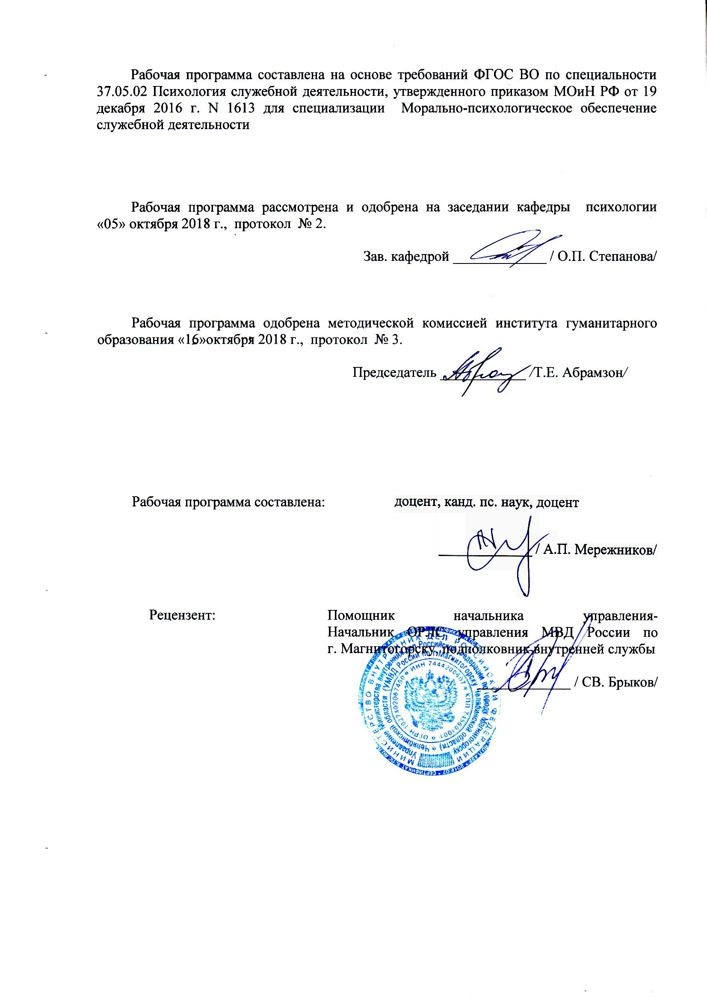 Рабочая программа составлена на основе требований ФГОС ВО по специальности
37.05.02 Психология служебной деятельности, утвержденного приказом МОиН РФ от 19
декабря 2016 г. N 1613 для специализации Морально-психологическое обеспечение
служебной деятельности
Рабочая программа рассмотрена и одобрена на заседании кафедры психологии
«05» октября 2018 г., протокол № 2.
Зав. кафедрой _____________ / О.П. Степанова/
Рабочая программа одобрена методической комиссией института гуманитарного
образования «16»октября 2018 г., протокол № 3.
Председатель ____________ /Т.Е. Абрамзон/
Рабочая программа составлена: доцент, канд. пс. наук, доцент
_____________ / А.П. Мережников/
Рецензент: Помощник начальника управления-
Начальник ОРЛС управления МВД России по
г. Магнитогорску, подполковник внутренней службы
_____________ / СВ. Брыков/
МИНИСТЕРСТВО ВНУТРЕННИХ ДЕЛ РОССИЙСКОЙ ФЕДЕРАЦИИ
Управление Министерства внутренних дел Российской Федерации по городу Магнитогорску
Челябинской области (УМВД России по г.Магнитогорску Челябинской области) *
ОГРН 1027402067450 * ИНН 7444200607 * КПП 745601001 *